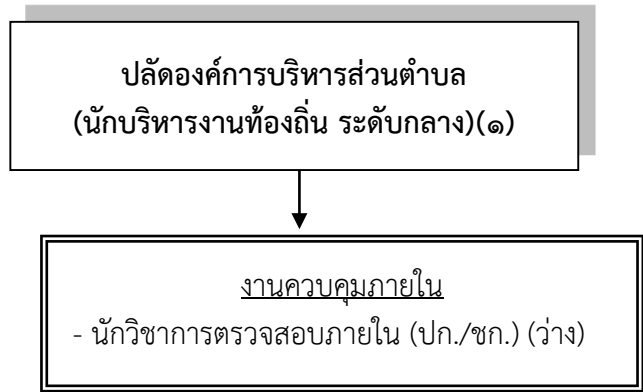 ปลัดองค์การบริหารส่วนตำบล
(นักบริหารงานท้องถิ่น ระดับกลาง)(๑)
งานควบคุมภายใน
- นักวิชาการตรวจสอบภายใน (ปก./ชก.) (ว่าง)